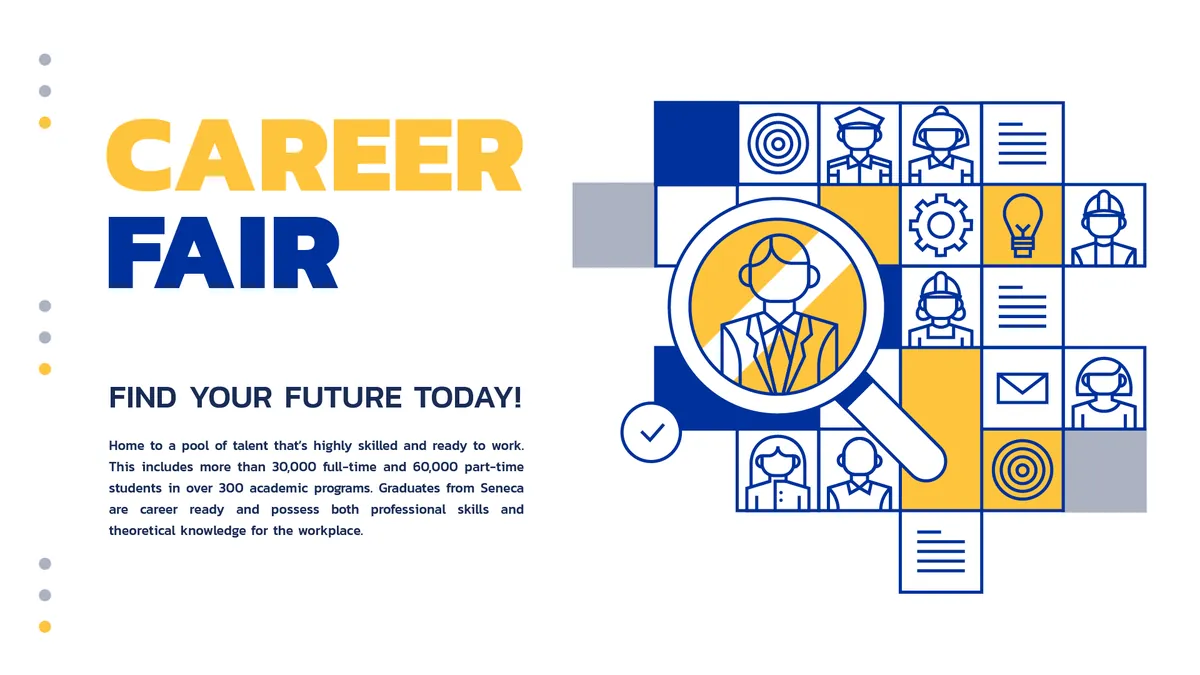 CAREER
FAIR
FIND YOUR FUTURE TODAY!
Home to a pool of talent that's highly skilled and ready to work.
This includes more than 30,000 full-time and 60,000 part-time
students in over 300 academic programs. Graduates from Seneca
are career ready and possess both professional skills and
theoretical knowledge for the workplace.